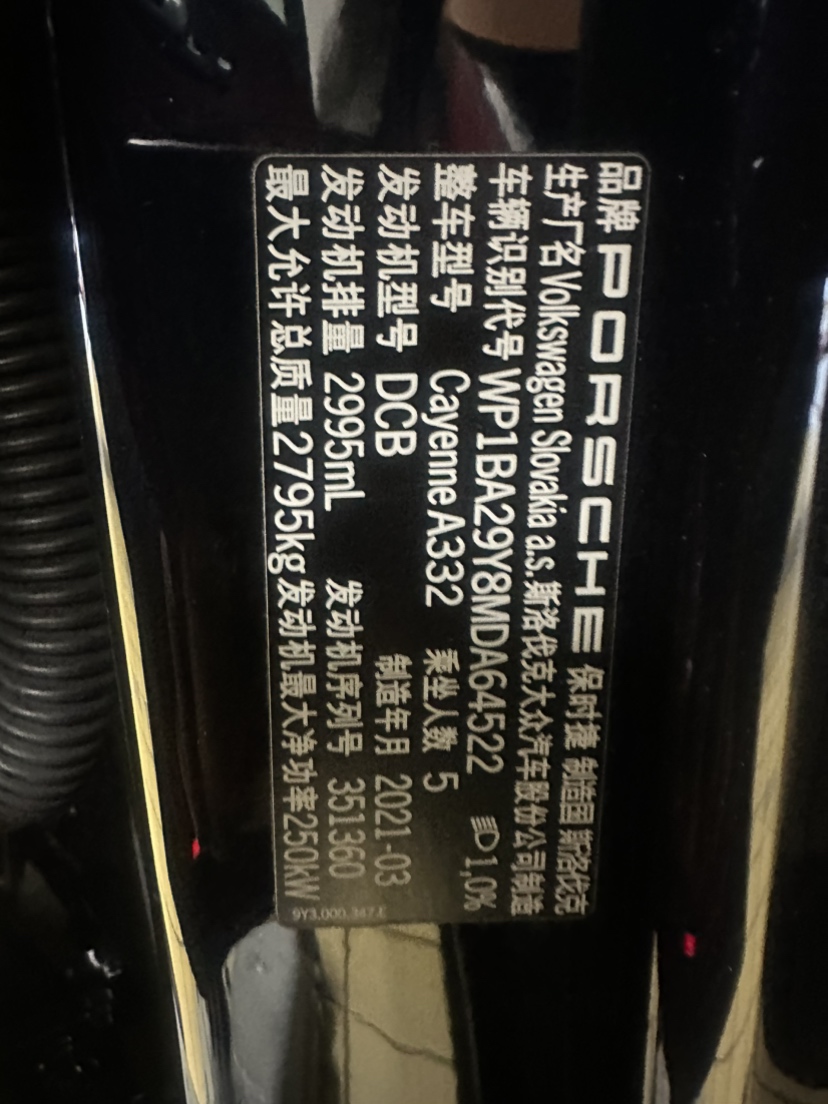 品牌 PORSCHE 保时捷 制造国 斯洛伐克
生产厂名 Volkswagen Slovakia a.s. 斯洛伐克大众汽车股份公司制造
车辆识别代号 WP1BA29Y8MDA64522 1,0%
整车型号 Cayenne A332 乘坐人数 5
发动机型号 DCB 制造年月 2021-03
发动机排量 2995mL 发动机序列号 351360
最大允许总质量 2795kg 发动机最大净功率 250kW
9Y3.000.347.E